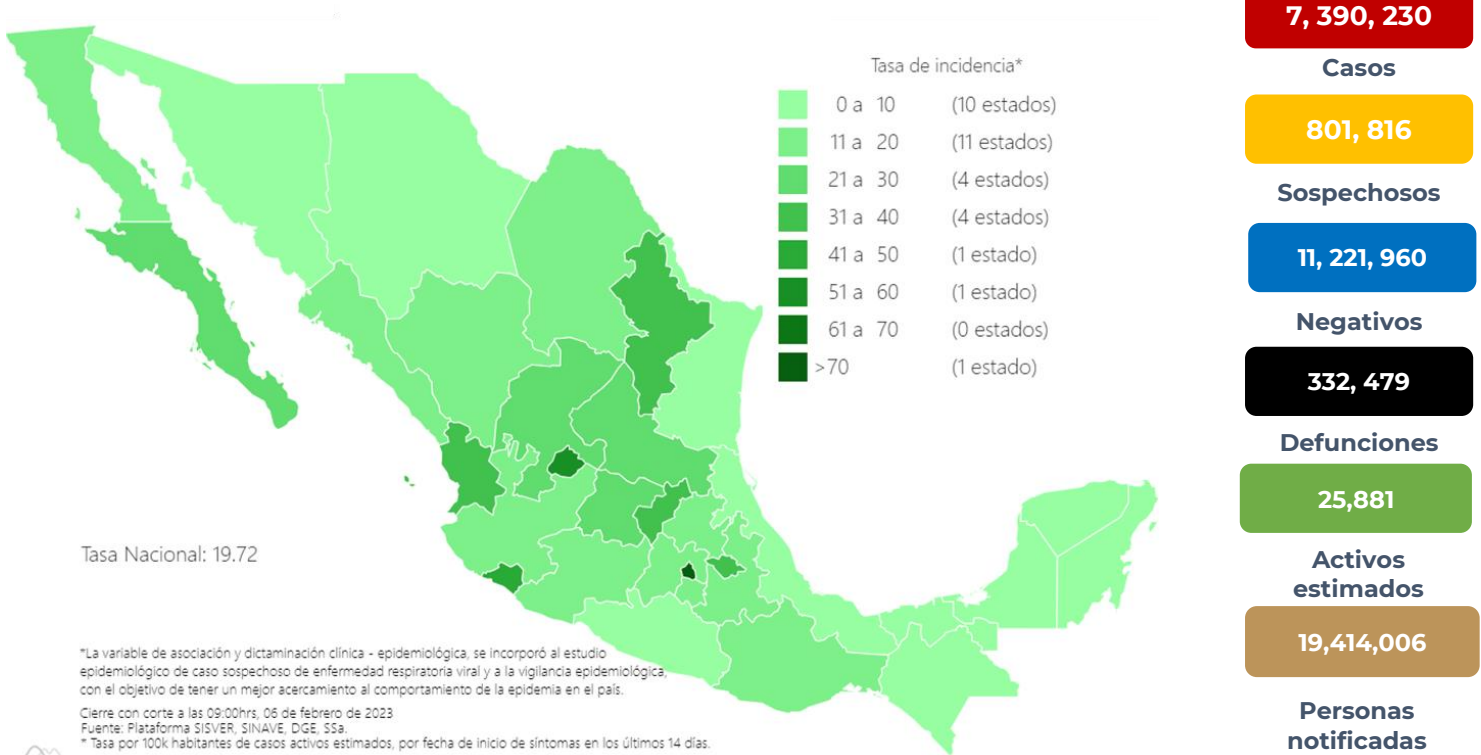 Tasa de incidencia*
0 a 10 (10 estados)
11 a 20 (11 estados)
21 a 30 (4 estados)
31 a 40 (4 estados)
41 a 50 (1 estado)
51 a 60 (1 estado)
61 a 70 (0 estados)
>70 (1 estado)
Tasa Nacional: 19.72
*La variable de asociación y dictaminación clínica - epidemiológica, se incorporó al estudio
epidemiológico de caso sospechoso de enfermedad respiratoria viral y a la vigilancia epidemiológica,
con el objetivo de tener un mejor acercamiento al comportamiento de la epidemia en el país.
Cierre con corte a las 09:00hrs, 06 de febrero de 2023
Fuente: Plataforma SISVER, SINAVE, DGE, SSa.
* Tasa por 100k habitantes de casos activos estimados, por fecha de inicio de síntomas en los últimos 14 días.
7, 390, 230
Casos
801, 816
Sospechosos
11, 221, 960
Negativos
332, 479
Defunciones
25,881
Activos
estimados
19,414,006
Personas
notificadas